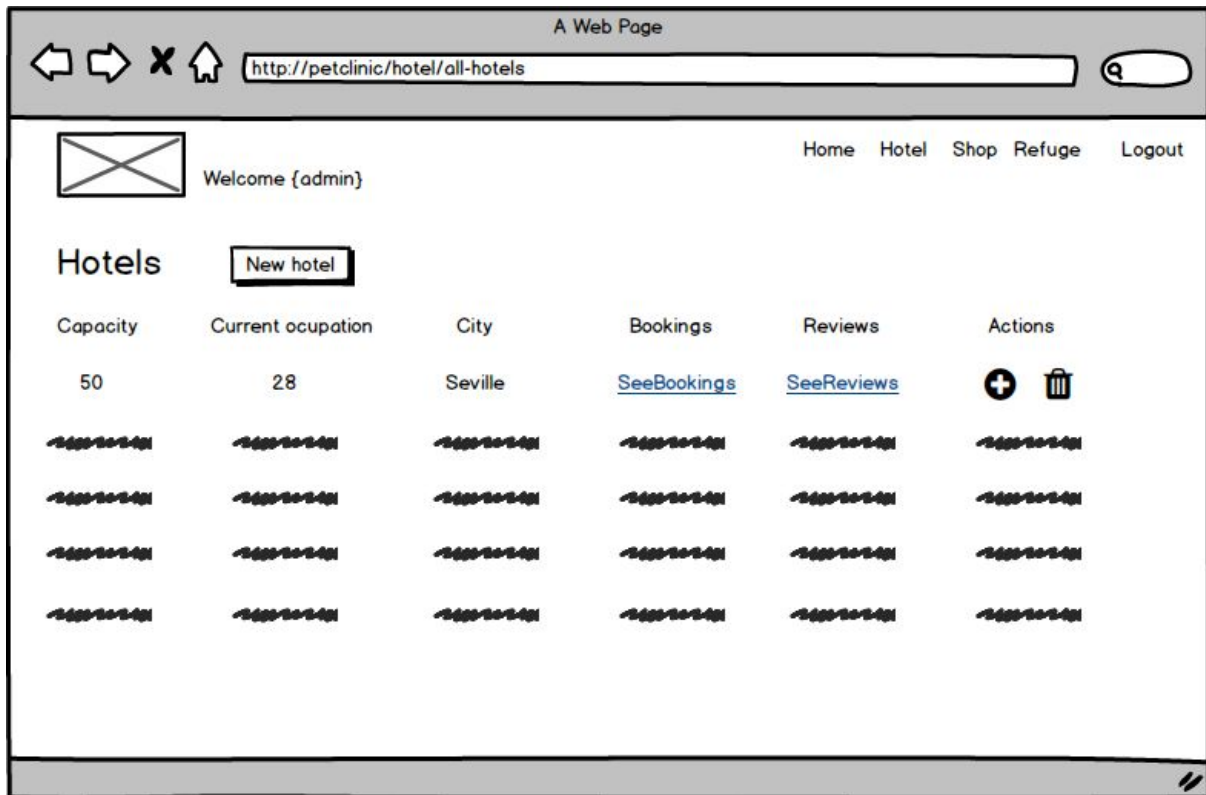 A Web Page
http://petclinic/hotel/all-hotels
Home Hotel Shop Refuge Logout
Welcome {admin}
Hotels New hotel
Capacity Current ocupation City Bookings Reviews Actions
50 28 Seville SeeBookings SeeReviews